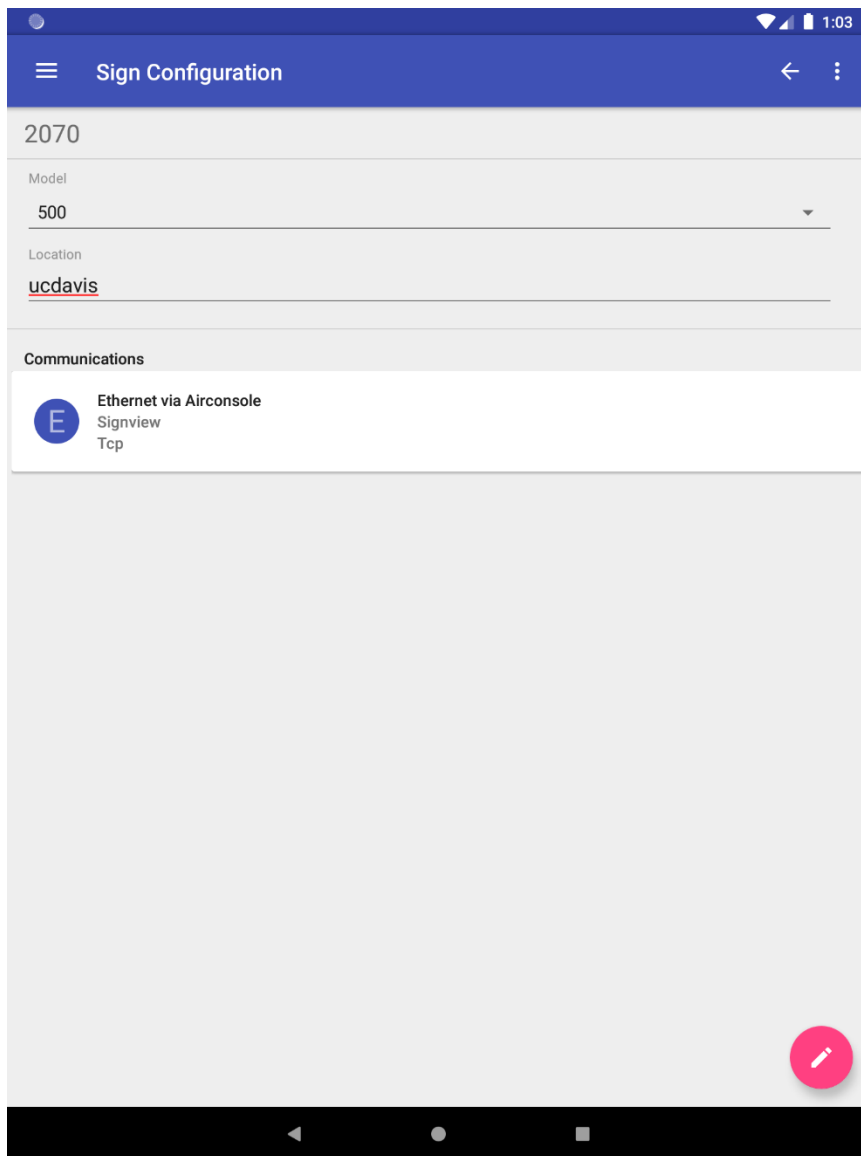 1:03
Sign Configuration
2070
Model
500
Location
ucdavis
Communications
E
Ethernet via Airconsole
Signview
Tcp